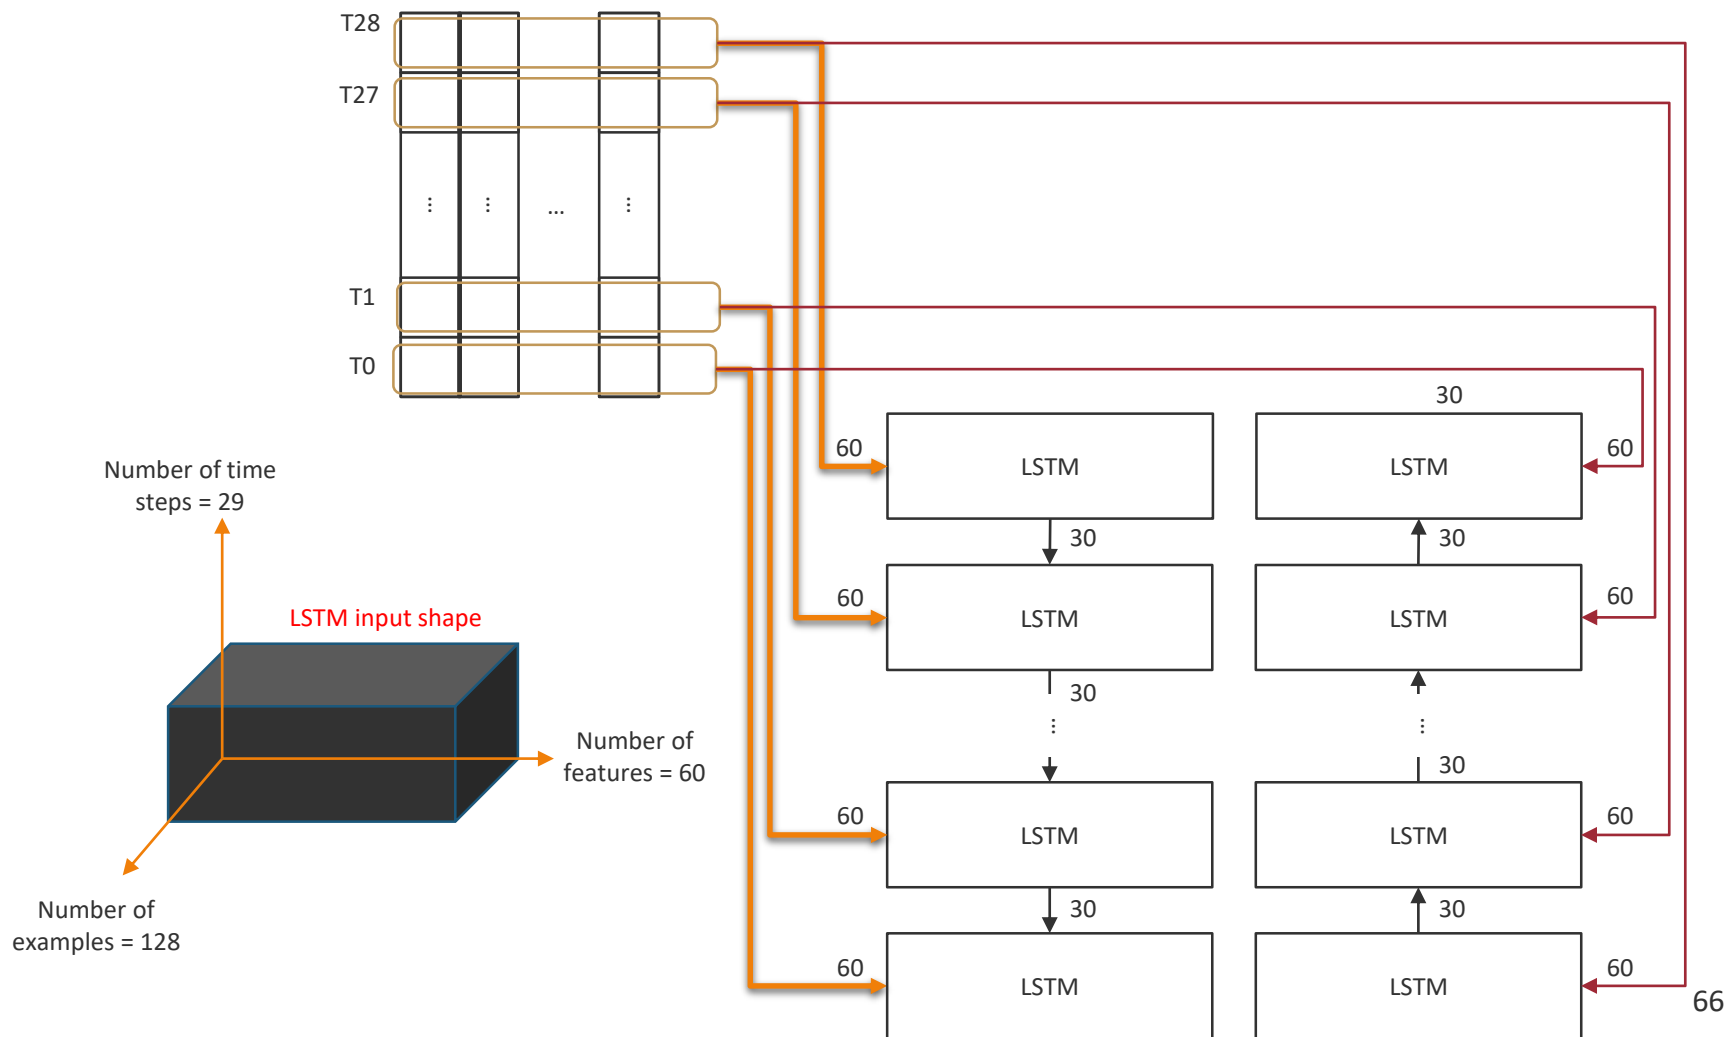 T28
T27
⋮ ⋮ ... ⋮
T1
T0
30
60 LSTM LSTM 60
30 30
Number of time
steps = 29
60 LSTM LSTM 60
LSTM input shape
30
⋮ ⋮
30
Number of
features = 60
60 LSTM LSTM 60
30 30
Number of
examples = 128
60 LSTM LSTM 60
66